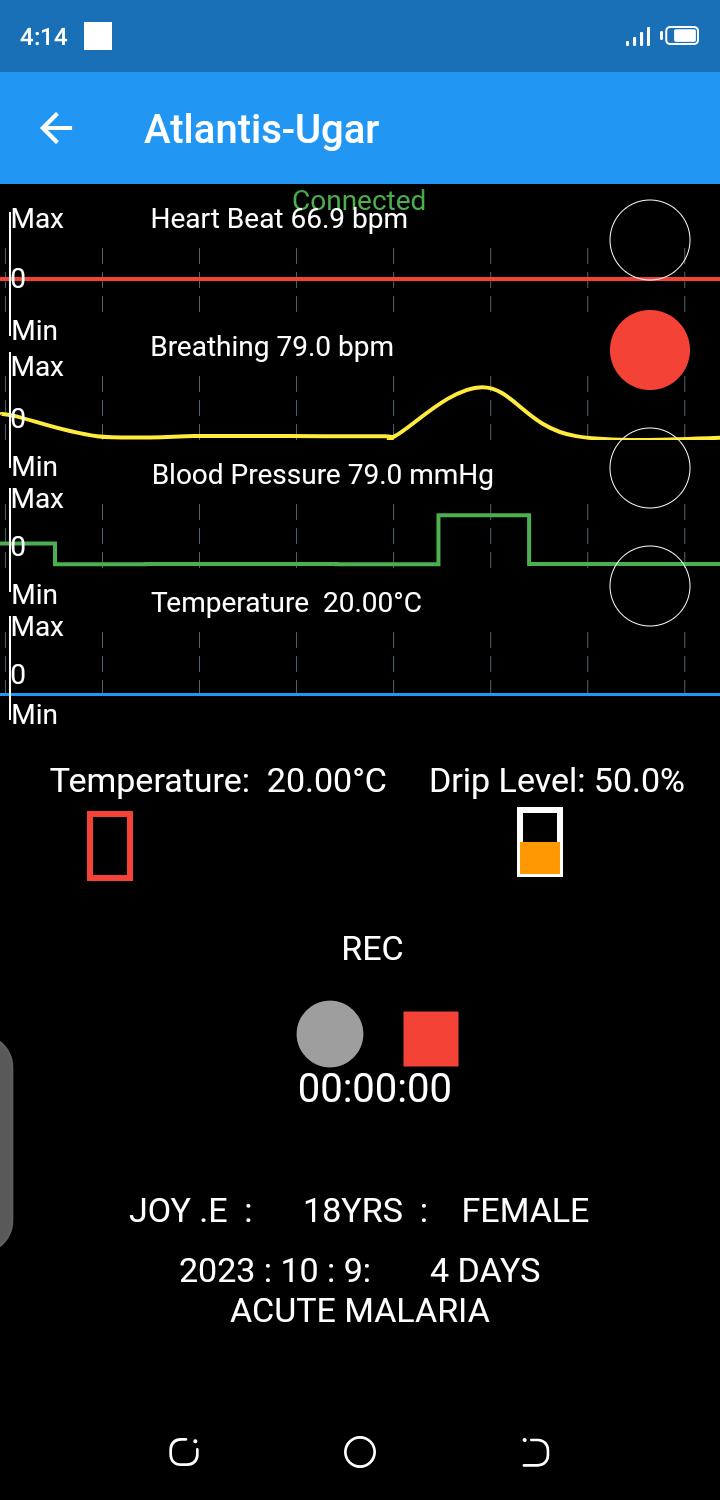 4:14
Atlantis-Ugar
Connected
Max Heart Beat 66.9 bpm
0
Min
Breathing 79.0 bpm
Max
0
Min
Blood Pressure 79.0 mmHg
Max
0
Min
Temperature 20.00°C
Max
0
Min
Temperature: 20.00°C Drip Level: 50.0%
REC
00:00:00
JOY .E : 18YRS : FEMALE
2023 : 10 : 9: 4 DAYS
ACUTE MALARIA